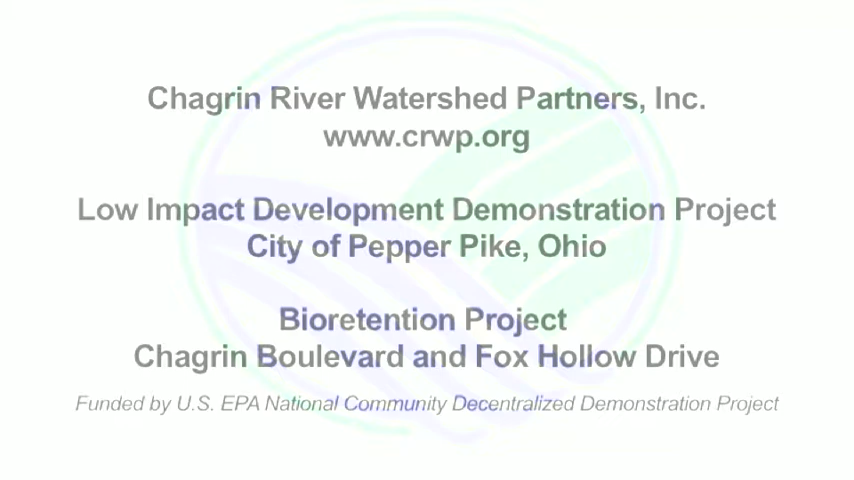 Chagrin River Watershed Partners, Inc.
www.crwp.org
Low Impact Development Demonstration Project
City of Pepper Pike, Ohio
Bioretention Project
Chagrin Boulevard and Fox Hollow Drive
Funded by U.S. EPA National Community Decentralized Demonstration Project